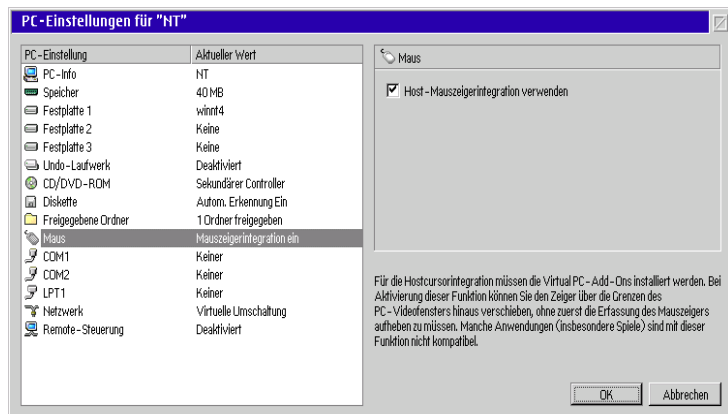 PC-Einstellungen für "NT"
PC-Einstellung Aktueller Wert
PC-Info NT
Speicher 40 MB
Festplatte 1 winnt4
Festplatte 2 Keine
Festplatte 3 Keine
Undo-Laufwerk Deaktiviert
CD/DVD-ROM Sekundärer Controller
Diskette Autom. Erkennung Ein
Freigegebene Ordner 1 Ordner freigegeben
Maus Mauszeigerintegration ein
COM1 Keiner
COM2 Keiner
LPT1 Keiner
Netzwerk Virtuelle Umschaltung
Remote-Steuerung Deaktiviert
Maus
Host-Mauszeigerintegration verwenden
Für die Hostcursorintegration müssen die Virtual PC-Add-Ons installiert werden. Bei
Aktivierung dieser Funktion können Sie den Zeiger über die Grenzen des
PC-Videofensters hinaus verschieben, ohne zuerst die Erfassung des Mauszeigers
aufheben zu müssen. Manche Anwendungen (insbesondere Spiele) sind mit dieser
Funktion nicht kompatibel.
OK Abbrechen